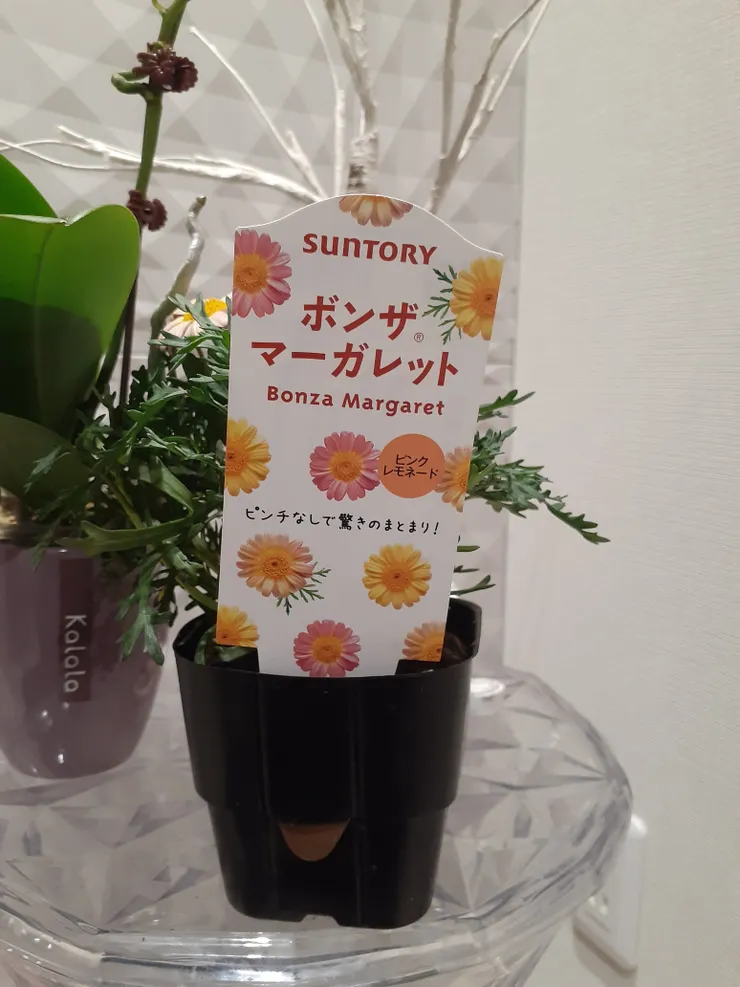 SUNTORY
ボンザ®
マーガレット
Bonza Margaret
ピンク
レモネード
ピンチなしで驚きのまとまり!
Kalala